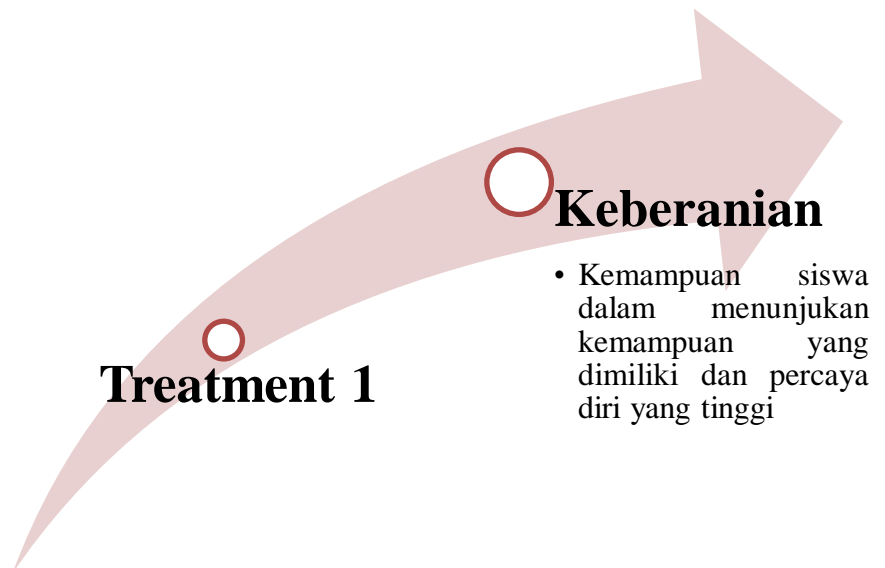 Treatment 1
Keberanian
• Kemampuan siswa
dalam menunjukan
kemampuan yang
dimiliki dan percaya
diri yang tinggi